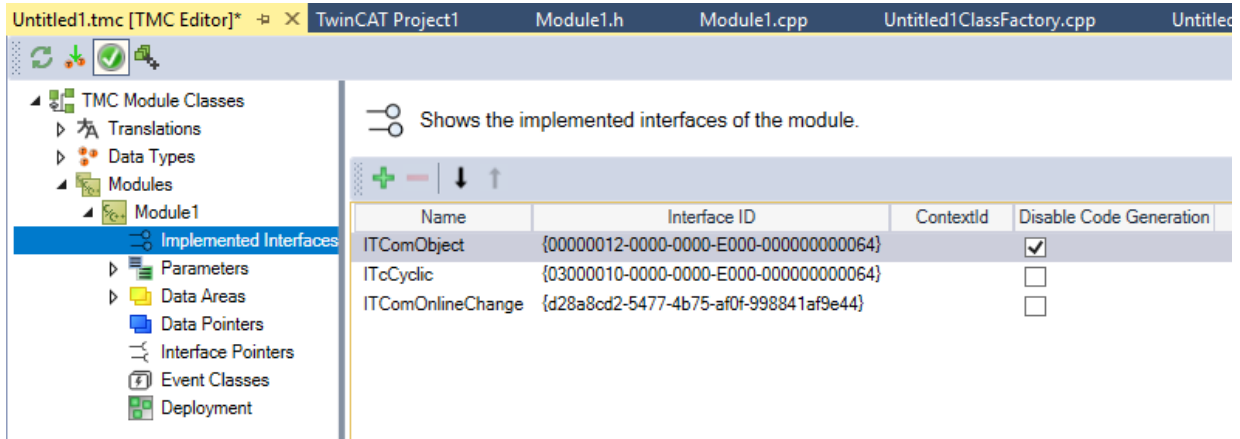 Untitled1.tmc [TMC Editor]* TwinCAT Project1 Module1.h Module1.cpp Untitled1ClassFactory.cpp Untitled
TMC Module Classes
Translations
Data Types
Modules
Module1
Implemented Interfaces
Parameters
Data Areas
Data Pointers
Interface Pointers
Event Classes
Deployment
Shows the implemented interfaces of the module.
Name Interface ID ContextId Disable Code Generation
ITComObject {00000012-0000-0000-E000-000000000064}
ITcCyclic {03000010-0000-0000-E000-000000000064}
ITComOnlineChange {d28a8cd2-5477-4b75-af0f-998841af9e44}